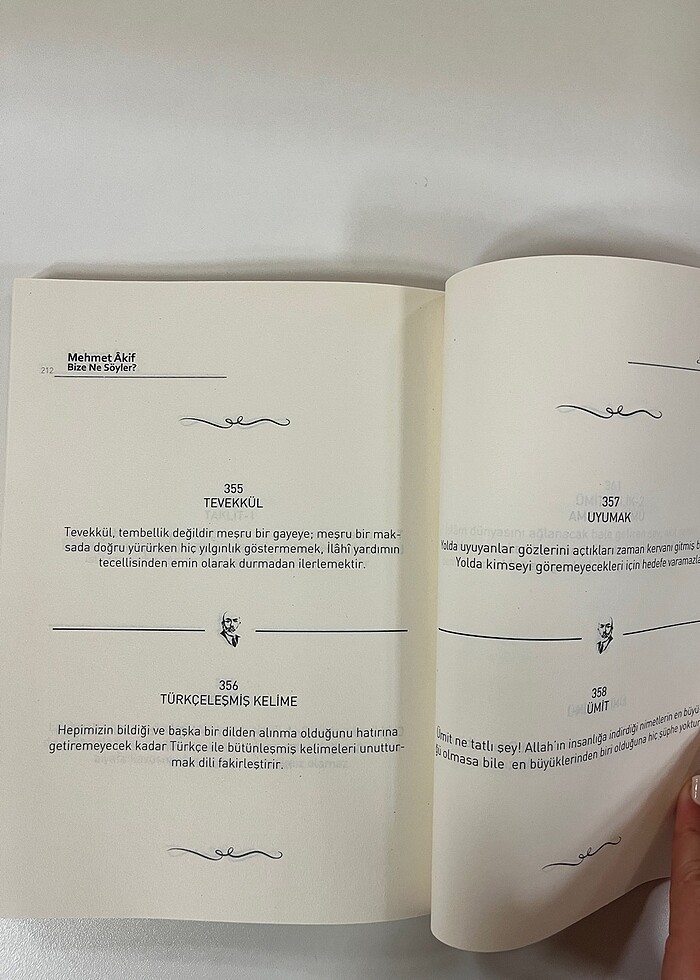 Mehmet Âkif
212 Bize Ne Söyler?
355
TEVEKKÜL
Tevekkül, tembellik değildir meşru bir gayeye; meşru bir mak-
sada doğru yürürken hiç yılgınlık göstermemek, İlâhî yardımın
tecellisinden emin olarak durmadan ilerlemektir.
356
TÜRKÇELEŞMİŞ KELİME
Hepimizin bildiği ve başka bir dilden alınma olduğunu hatırına
getiremeyecek kadar Türkçe ile bütünleşmiş kelimeleri unuttur-
mak dili fakirleştirir.
357
UYUMAK
Yolda uyuyanlar gözlerini açtıkları zaman kervanı gitmiş
Yolda kimseyi göremeyecekleri için hedefe
358
ÜMİT
Ümit ne tatlı şey! Allah'ın insanlığa indirdiği nimetlerin en
olmasa bile en büyüklerinden biri olduğuna hiç şüphe